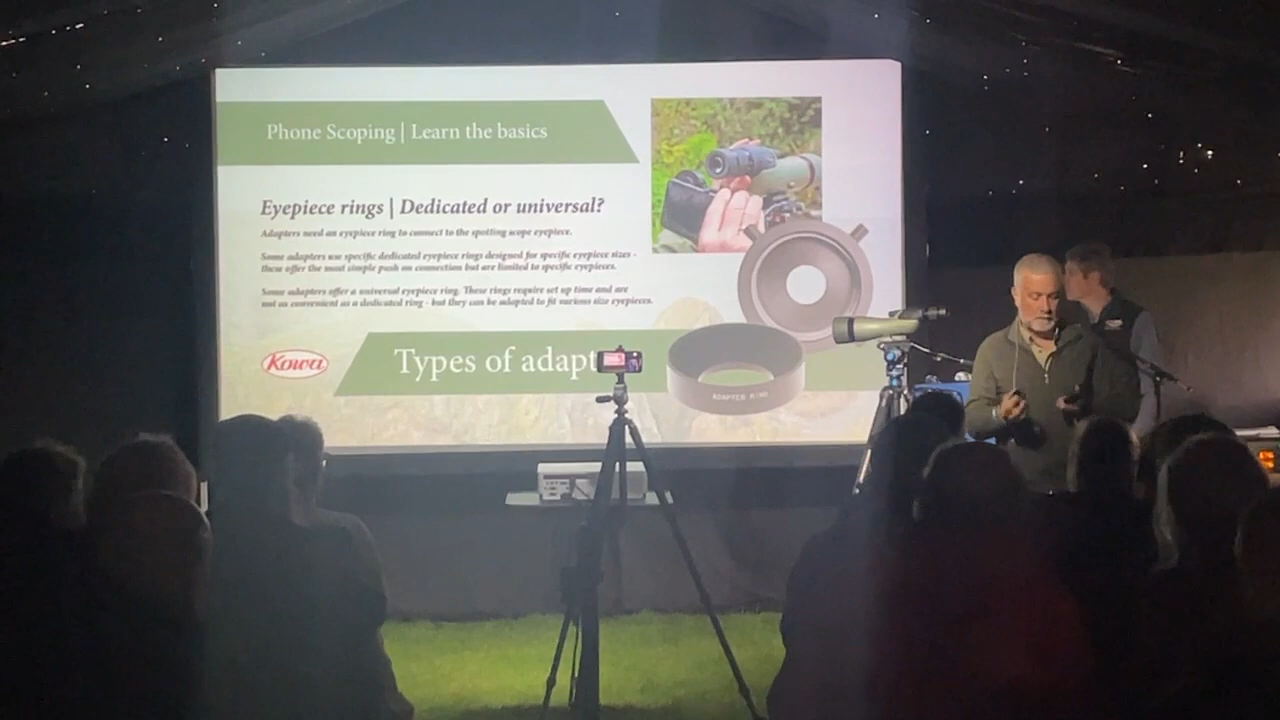 Phone Scoping | Learn the basics
Eyepiece rings | Dedicated or universal?
Adapters need an eyepiece ring to connect to the spotting scope eyepiece.
Some adapters use specific dedicated eyepiece rings designed for specific eyepiece sizes -
these offer the most simple push on connection but are limited to specific eyepieces.
Some adapters offer a universal eyepiece ring. These rings require set up time and are
not as convenient as a dedicated ring - but they can be adapted to fit various size eyepieces.
Kowa
Types of adapt
ADAPTER RING